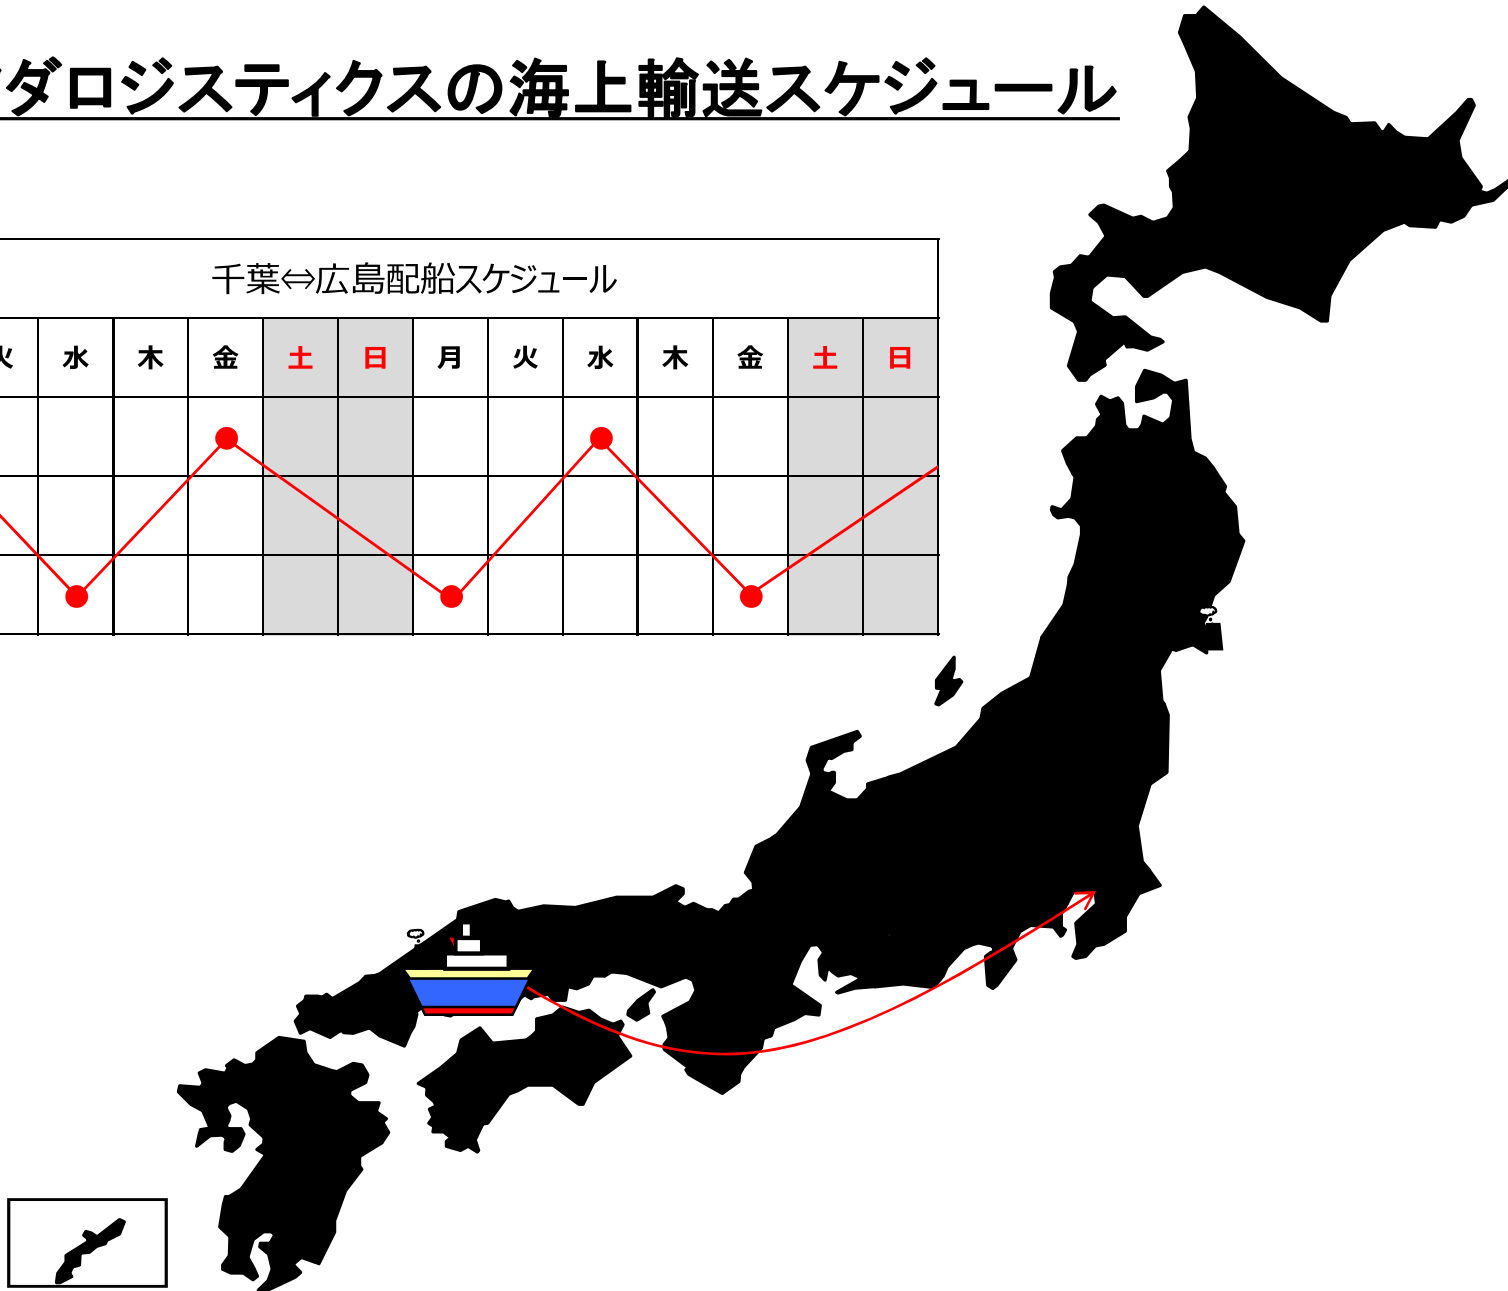 ダロジスティクスの海上輸送スケジュール
千葉⇔広島配船スケジュール
火 水 木 金 土 日 月 火 水 木 金 土 日